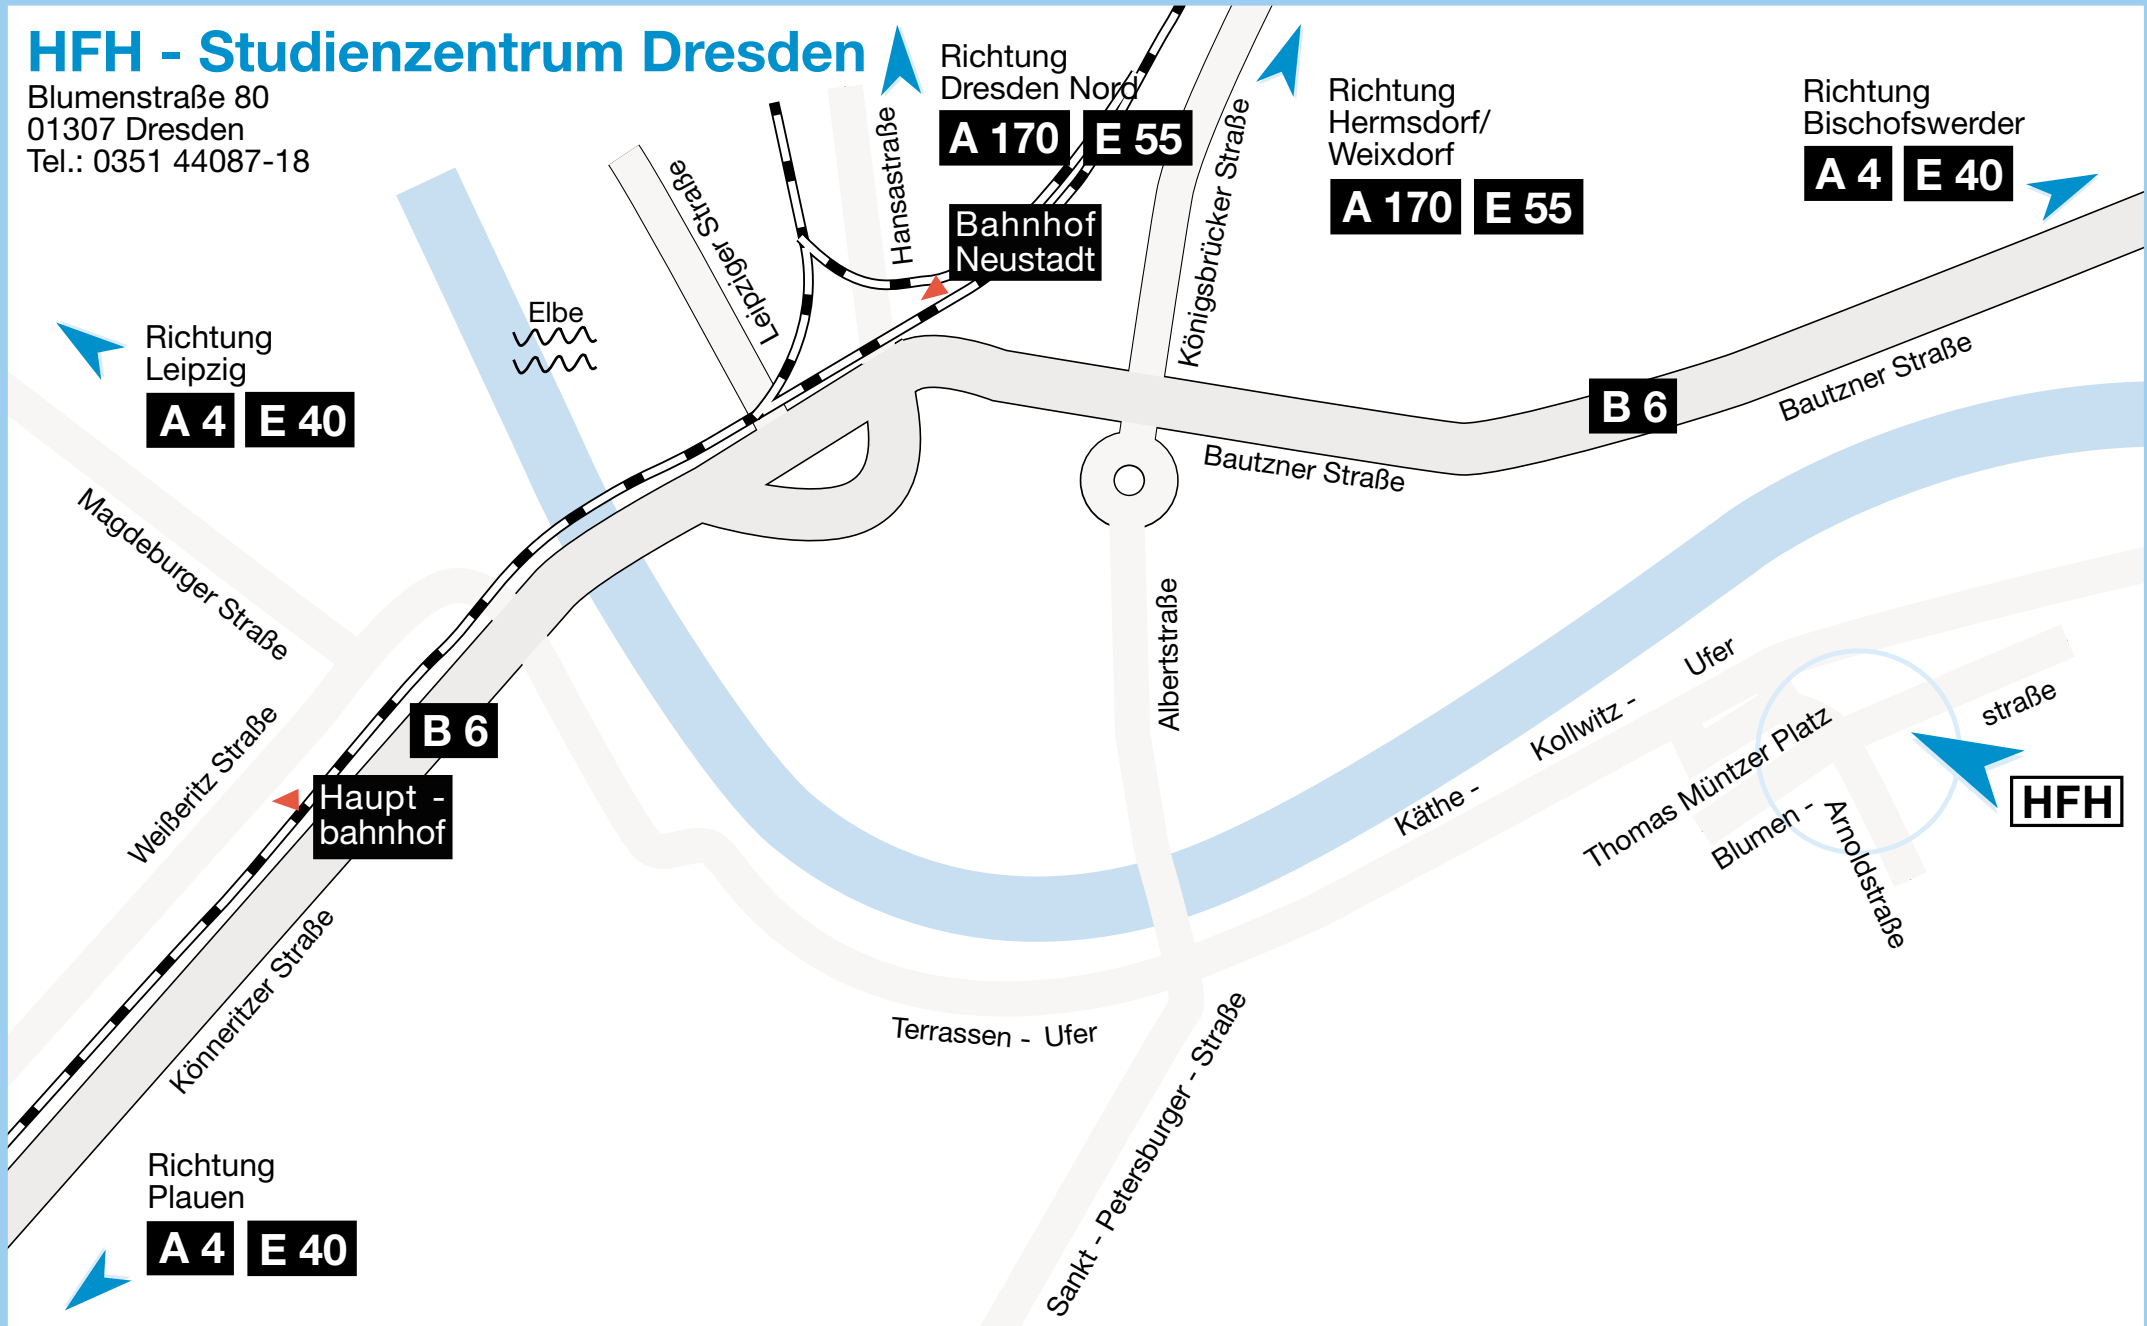 HFH - Studienzentrum Dresden
Blumenstraße 80
01307 Dresden
Tel.: 0351 44087-18
Richtung
Dresden Nord
A 170
E 55
Richtung
Hermsdorf/
Weixdorf
A 170
E 55
Richtung
Bischofswerder
A 4
E 40
Leipziger Straße
Hansastraße
Bahnhof
Neustadt
Königsbrücker Straße
Elbe
Richtung
Leipzig
A 4
E 40
B 6
Bautzner Straße
Bautzner Straße
Magdeburger Straße
Albertstraße
Weißeritz Straße
B 6
Haupt -
bahnhof
Käthe - Kollwitz - Ufer
Thomas Müntzer Platz
Blumen - straße
Arnoldstraße
HFH
Könneritzer Straße
Terrassen - Ufer
Sankt - Petersburger - Straße
Richtung
Plauen
A 4
E 40